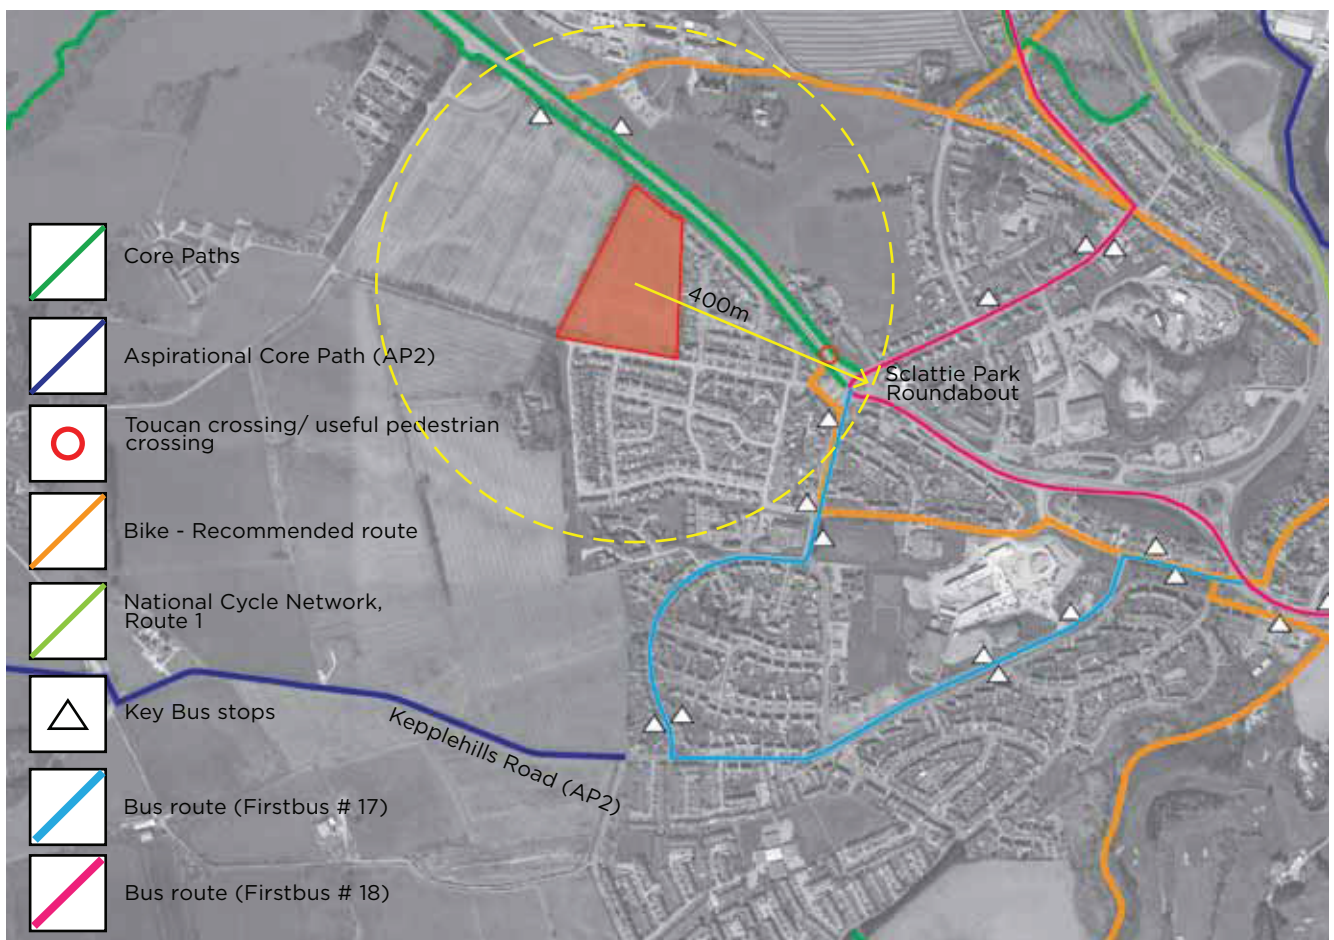 Core Paths
Aspirational Core Path (AP2)
Toucan crossing/ useful pedestrian
crossing
Bike - Recommended route
National Cycle Network,
Route 1
Key Bus stops
Bus route (Firstbus # 17)
Bus route (Firstbus # 18)
400m
Sclattie Park
Roundabout
Kepplehills Road (AP2)